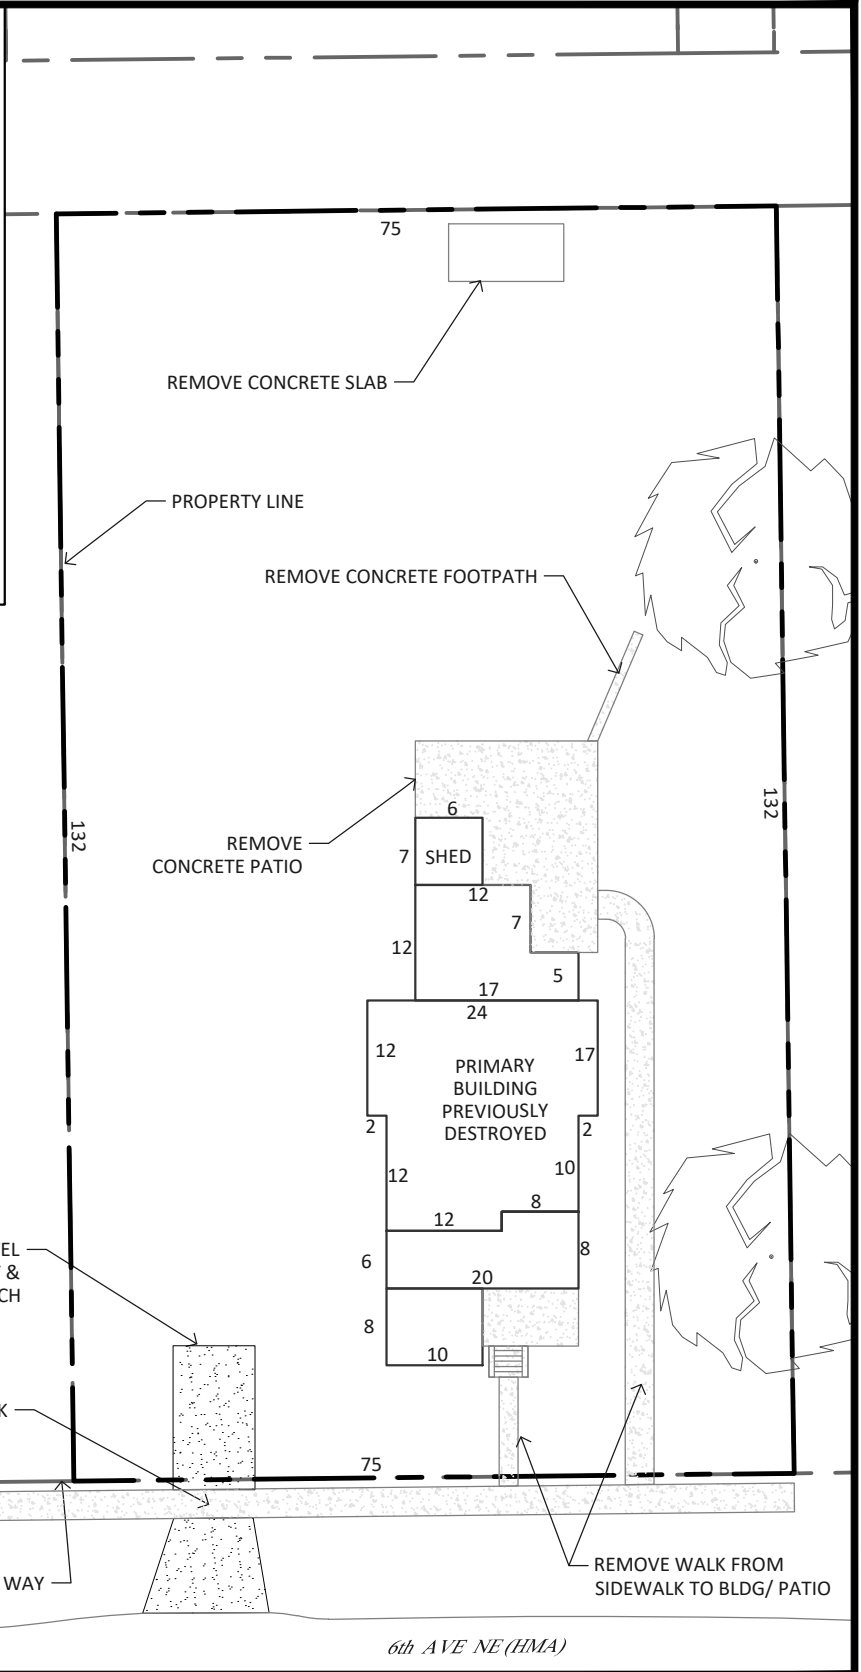 75
REMOVE CONCRETE SLAB
PROPERTY LINE
REMOVE CONCRETE FOOTPATH
132
132
REMOVE
CONCRETE PATIO
6
7
SHED
12
7
12
5
17
24
12
17
PRIMARY
BUILDING
PREVIOUSLY
DESTROYED
2
2
12
10
8
12
6
8
20
8
10
EL
&
CH
K
75
WAY
REMOVE WALK FROM
SIDEWALK TO BLDG/ PATIO
6th AVE NE (HMA)